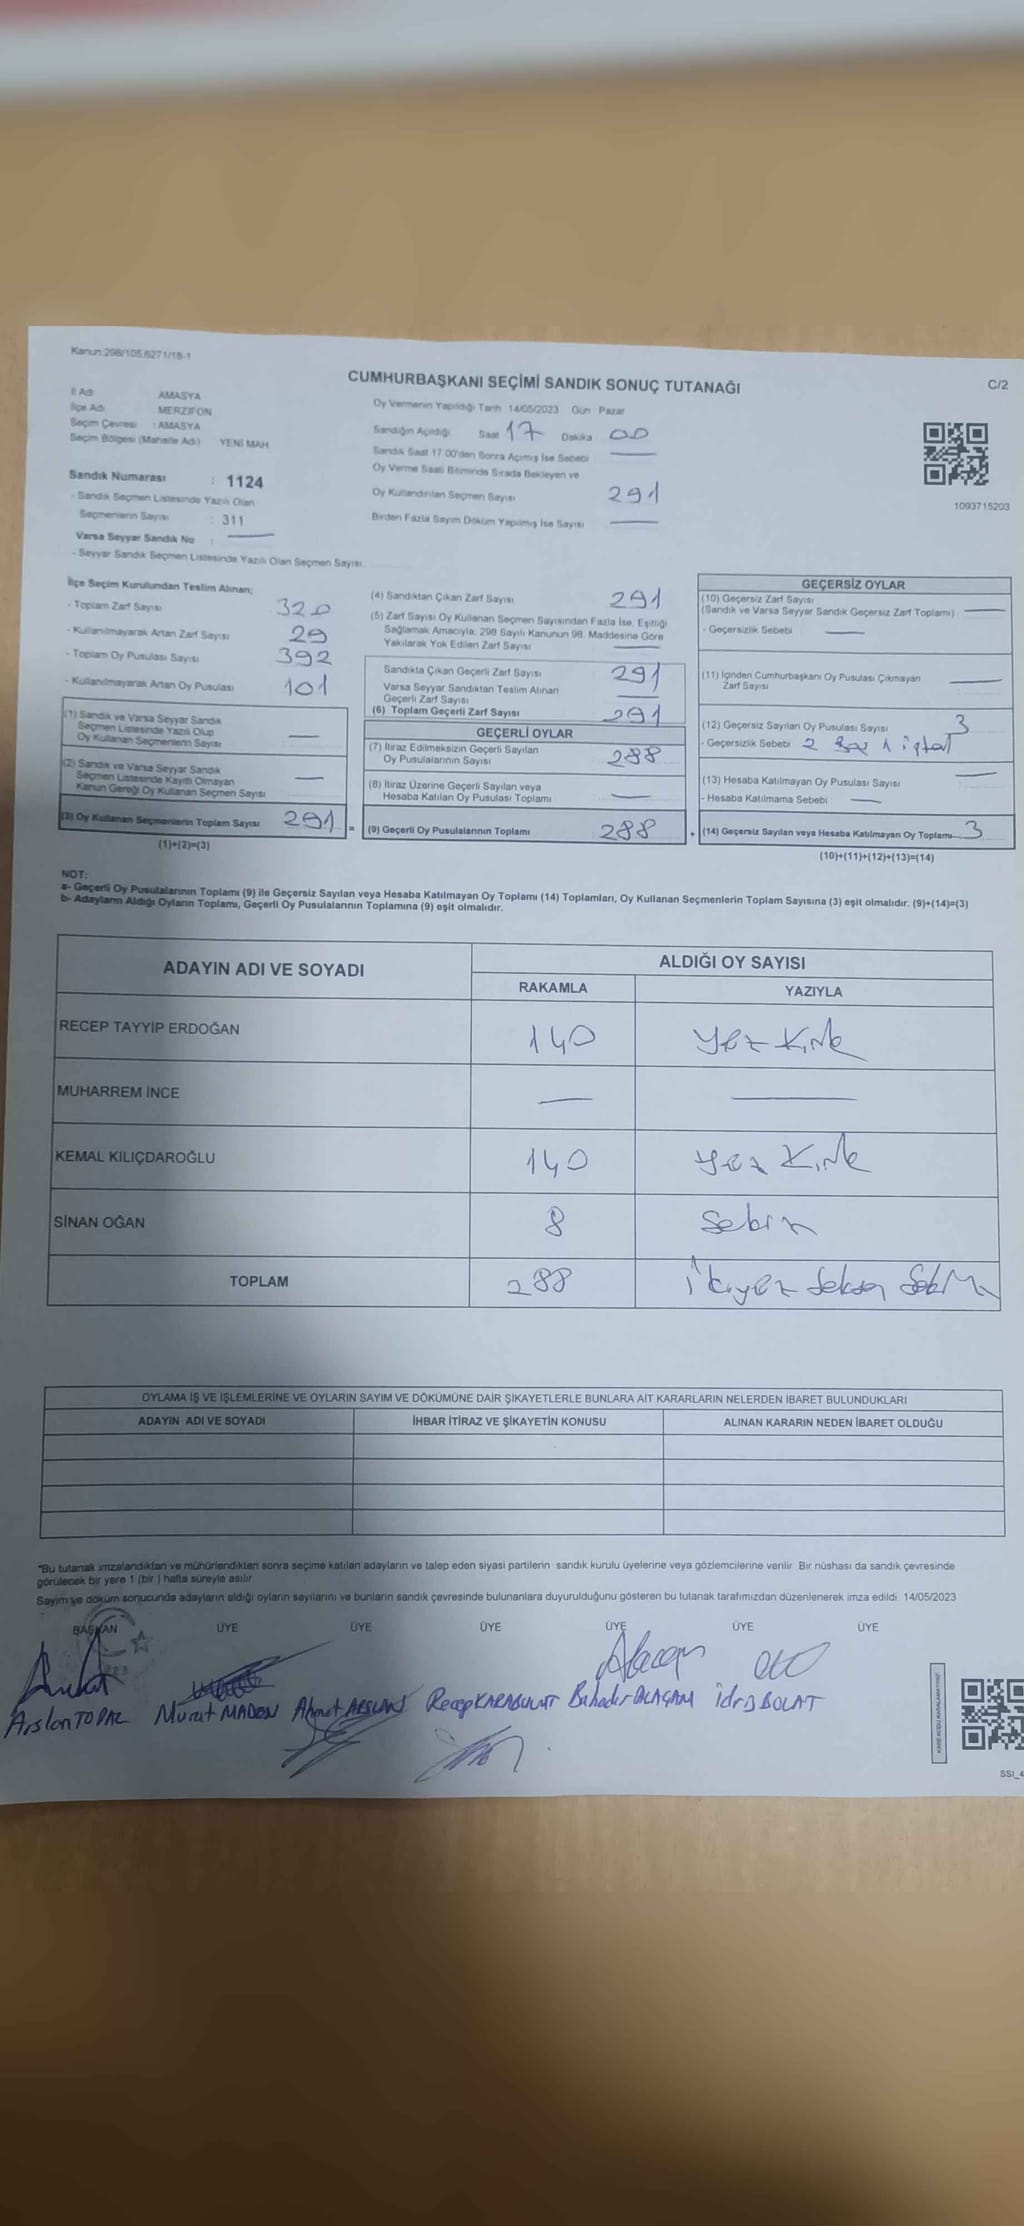 Kanun:298/105,6271/18-1
CUMHURBAŞKANI SEÇİMİ SANDIK SONUÇ TUTANAĞI
C/2
İl Adı : AMASYA
İlçe Adı : MERZİFON
Seçim Çevresi : AMASYA
Seçim Bölgesi (Mahalle Adı) YENİ MAH
Sandık Numarası : 1124
- Sandık Seçmen Listesinde Yazılı Olan
Seçmenlerin Sayısı : 311
Varsa Seyyar Sandık No :
- Seyyar Sandık Seçmen Listesinde Yazılı Olan Seçmen Sayısı
Oy Vermenin Yapıldığı Tarih 14/05/2023 Gün Pazar
Sandığın Açıldığı Saat 17 Dakika 00
Sandık Saat 17.00'den Sonra Açımış İse Sebebi
Oy Verme Saati Bitiminde Sırada Bekleyen ve
Oy Kullandırılan Seçmen Sayısı 291
Birden Fazla Sayım Döküm Yapılmış İse Sayısı
1093715203
İlçe Seçim Kurulundan Teslim Alınan;
- Toplam Zarf Sayısı 320
- Kullanılmayarak Artan Zarf Sayısı 29
- Toplam Oy Pusulası Sayısı 392
- Kullanılmayarak Artan Oy Pusulası 101
(1) Sandık ve Varsa Seyyar Sandık
Seçmen Listesinde Yazılı Olup
Oy Kullanan Seçmenlerin Sayısı —
(2) Sandık ve Varsa Seyyar Sandık
Seçmen Listesinde Kayıtlı Olmayan
Kanun Gereği Oy Kullanan Seçmen Sayısı —
(3) Oy Kullanan Seçmenlerin Toplam Sayısı 291 =
(1)+(2)=(3)
(4) Sandıktan Çıkan Zarf Sayısı 291
(5) Zarf Sayısı Oy Kullanan Seçmen Sayısından Fazla İse, Eşitliği
Sağlamak Amacıyla, 298 Sayılı Kanunun 98. Maddesine Göre
Yakılarak Yok Edilen Zarf Sayısı —
Sandıkta Çıkan Geçerli Zarf Sayısı 291
Varsa Seyyar Sandıktan Teslim Alınan
Geçerli Zarf Sayısı —
(6) Toplam Geçerli Zarf Sayısı 291
GEÇERLİ OYLAR
(7) İtiraz Edilmeksizin Geçerli Sayılan
Oy Pusulalarının Sayısı 288
(8) İtiraz Üzerine Geçerli Sayılan veya
Hesaba Katılan Oy Pusulası Toplamı —
(9) Geçerli Oy Pusulalarının Toplamı 288 +
GEÇERSİZ OYLAR
(10) Geçersiz Zarf Sayısı
(Sandık ve Varsa Seyyar Sandık Geçersiz Zarf Toplamı) —
- Geçersizlik Sebebi —
(11) İçinden Cumhurbaşkanı Oy Pusulası Çıkmayan
Zarf Sayısı —
(12) Geçersiz Sayılan Oy Pusulası Sayısı 3
- Geçersizlik Sebebi 2 Boş 1 iptal
(13) Hesaba Katılmayan Oy Pusulası Sayısı —
- Hesaba Katılmama Sebebi —
(14) Geçersiz Sayılan veya Hesaba Katılmayan Oy Toplamı 3
(10)+(11)+(12)+(13)=(14)
NOT:
a- Geçerli Oy Pusulalarının Toplamı (9) ile Geçersiz Sayılan veya Hesaba Katılmayan Oy Toplamı (14) Toplamları, Oy Kullanan Seçmenlerin Toplam Sayısına (3) eşit olmalıdır. (9)+(14)=(3)
b- Adayların Aldığı Oyların Toplamı, Geçerli Oy Pusulalarının Toplamına (9) eşit olmalıdır.
ADAYIN ADI VE SOYADI ALDIĞI OY SAYISI
RAKAMLA YAZIYLA
RECEP TAYYİP ERDOĞAN 140 Yüz Kırk
MUHARREM İNCE — —
KEMAL KILIÇDAROĞLU 140 Yüz Kırk
SİNAN OĞAN 8 Sekiz
TOPLAM 288 İkiyüz Seksen Sekiz
OYLAMA İŞ VE İŞLEMLERİNE VE OYLARIN SAYIM VE DÖKÜMÜNE DAİR ŞİKAYETLERLE BUNLARA AİT KARARLARIN NELERDEN İBARET BULUNDUKLARI
ADAYIN ADI VE SOYADI İHBAR İTİRAZ VE ŞİKAYETİN KONUSU ALINAN KARARIN NEDEN İBARET OLDUĞU
*Bu tutanak imzalandıktan ve mühürlendikten sonra seçime katılan adayların ve talep eden siyasi partilerin sandık kurulu üyelerine veya gözlemcilerine verilir. Bir nüshası da sandık çevresinde
görülecek bir yere 1 (bir ) hafta süreyle asılır
Sayım ve döküm sonucunda adayların aldığı oyların sayılarını ve bunların sandık çevresinde bulunanlara duyurulduğunu gösteren bu tutanak tarafımızdan düzenlenerek imza edildi. 14/05/2023
BAŞKAN ÜYE ÜYE ÜYE ÜYE ÜYE ÜYE
Arslan TOPAL Murat MADEN Ahmet ARSLAN Recep KARABULUT Bahadır ALAÇAM İdris BOLAT
SSI_4